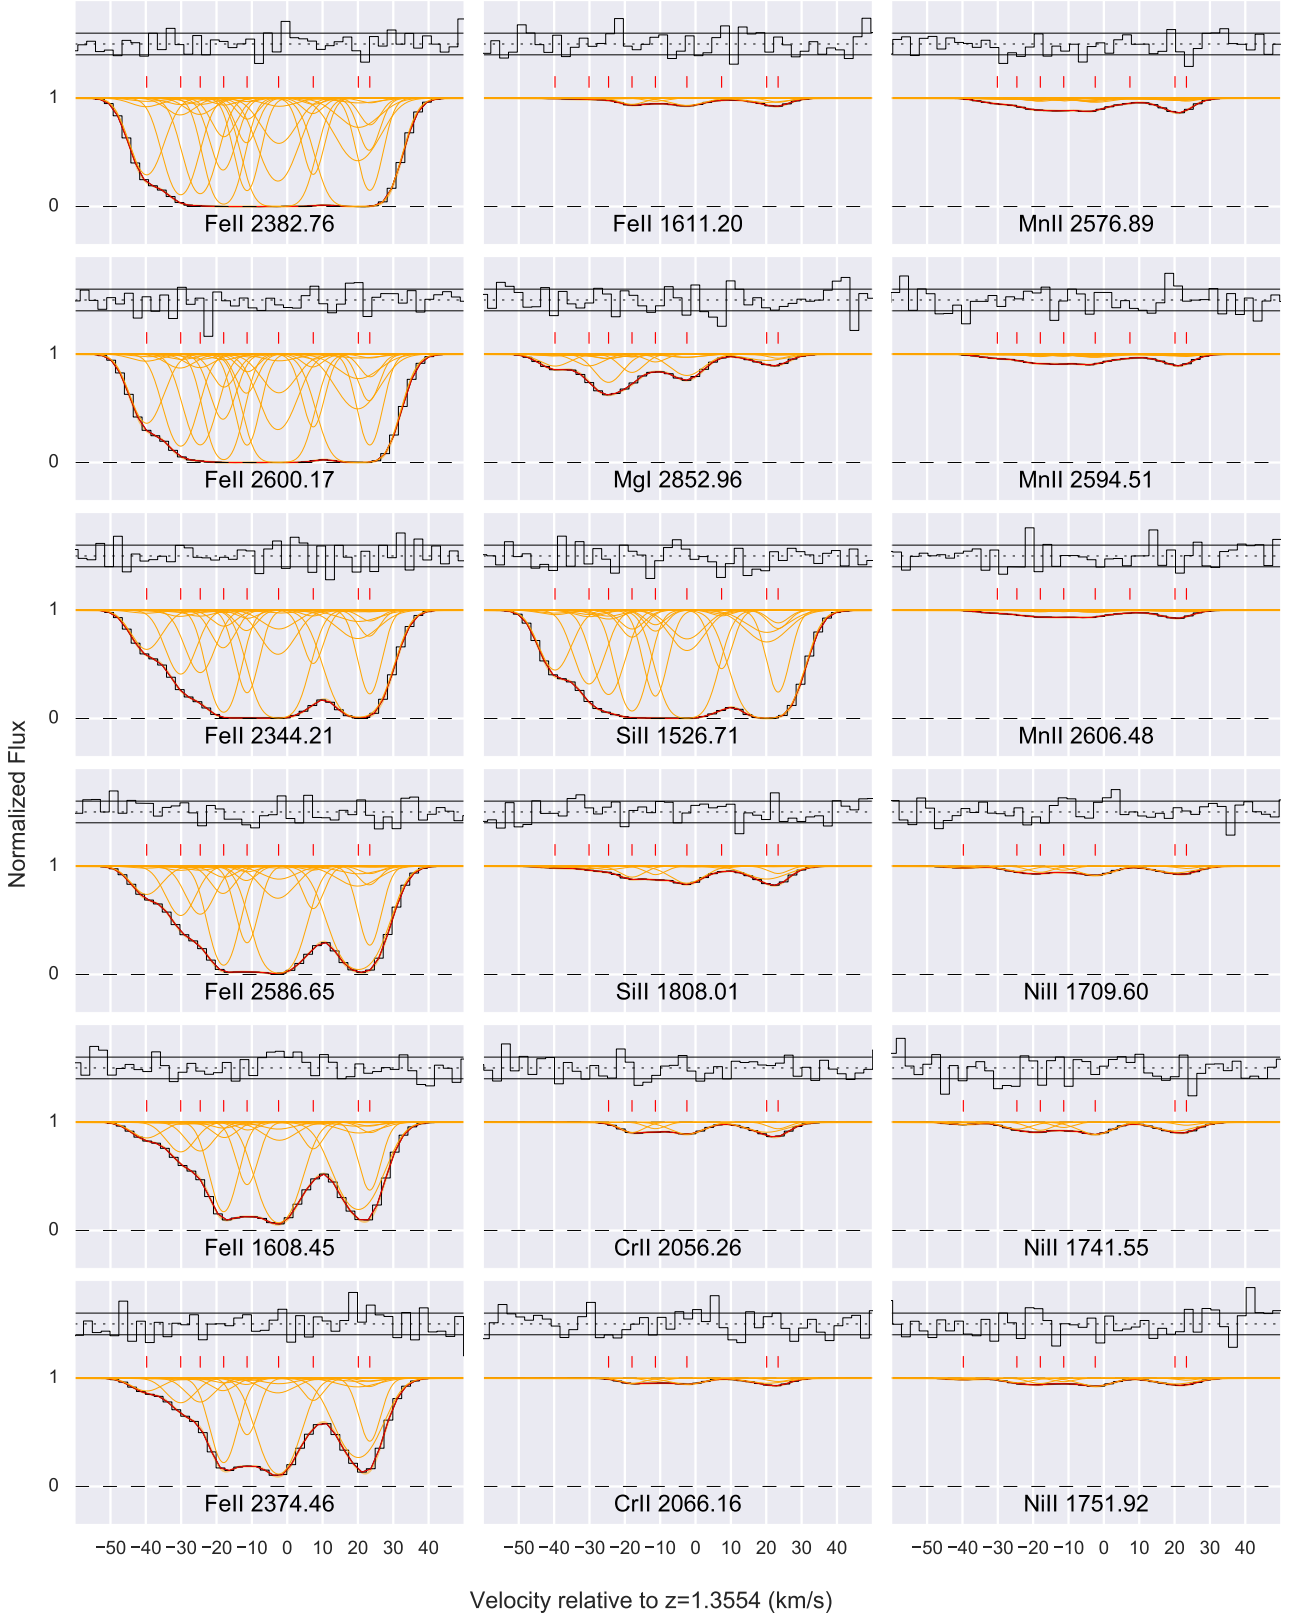 Normalized Flux
1
0
FeII 2382.76
FeII 1611.20
MnII 2576.89
1
0
FeII 2600.17
MgI 2852.96
MnII 2594.51
1
0
FeII 2344.21
SiII 1526.71
MnII 2606.48
1
0
FeII 2586.65
SiII 1808.01
NiII 1709.60
1
0
FeII 1608.45
CrII 2056.26
NiII 1741.55
1
0
FeII 2374.46
CrII 2066.16
NiII 1751.92
−50 −40 −30 −20 −10 0 10 20 30 40
−50 −40 −30 −20 −10 0 10 20 30 40
−50 −40 −30 −20 −10 0 10 20 30 40
Velocity relative to z=1.3554 (km/s)